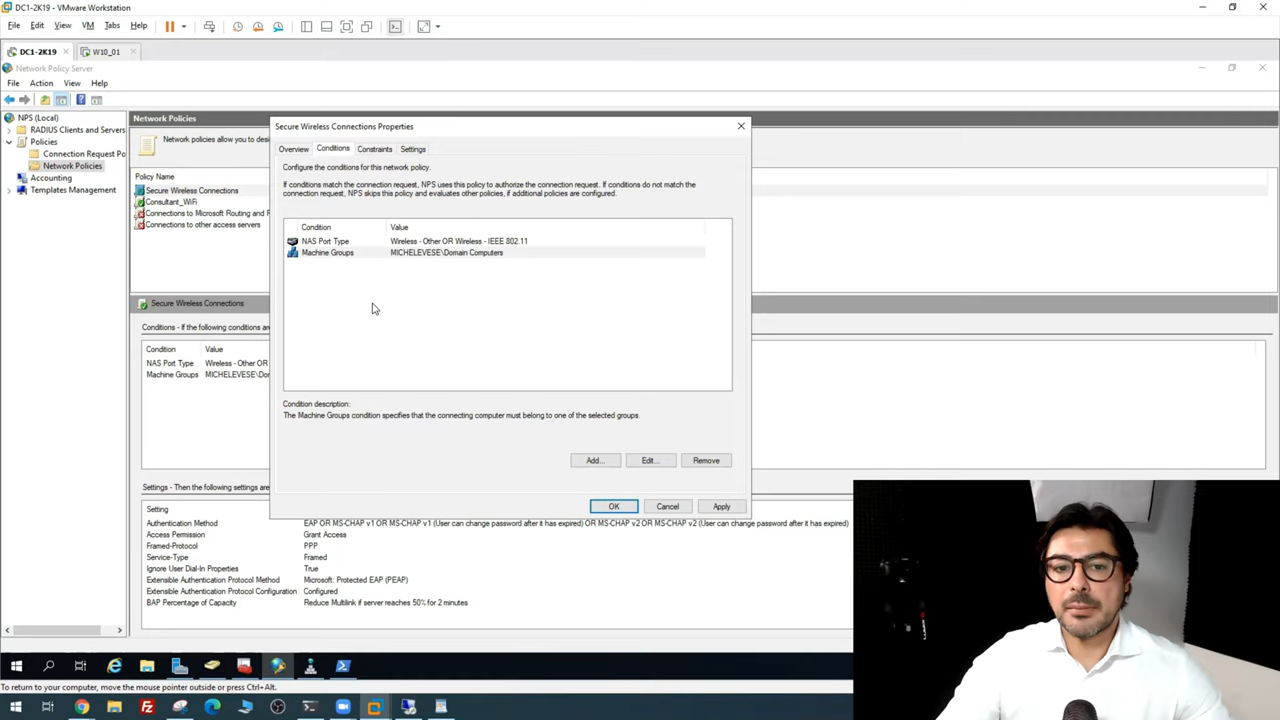 DC1-2K19 - VMware Workstation
File Edit View VM Tabs Help
DC1-2K19 W10_01
Network Policy Server
File Action View Help
NPS (Local)
RADIUS Clients and Servers
Policies
Connection Request Po
Network Policies
Accounting
Templates Management
Network Policies
Network policies allow you to des
Policy Name
Secure Wireless Connections
Consultant_WiFi
Connections to Microsoft Routing and R
Connections to other access servers
Secure Wireless Connections
Conditions - If the following conditions are
Condition Value
NAS Port Type Wireless - Other OR
Machine Groups MICHELEVESE\Do
Settings - Then the following settings are
Setting
Authentication Method EAP OR MS-CHAP v1 OR MS-CHAP v1 (User can change password after it has expired) OR MS-CHAP v2 OR MS-CHAP v2 (User can change password after it has expired)
Access Permission Grant Access
Framed-Protocol PPP
Service-Type Framed
Ignore User Dial-In Properties True
Extensible Authentication Protocol Method Microsoft: Protected EAP (PEAP)
Extensible Authentication Protocol Configuration Configured
BAP Percentage of Capacity Reduce Multilink if server reaches 50% for 2 minutes
Secure Wireless Connections Properties
Overview Conditions Constraints Settings
Configure the conditions for this network policy.
If conditions match the connection request, NPS uses this policy to authorize the connection request. If conditions do not match the
connection request, NPS skips this policy and evaluates other policies, if additional policies are configured.
Condition Value
NAS Port Type Wireless - Other OR Wireless - IEEE 802.11
Machine Groups MICHELEVESE\Domain Computers
Condition description:
The Machine Groups condition specifies that the connecting computer must belong to one of the selected groups.
Add... Edit... Remove
OK Cancel Apply
To return to your computer, move the mouse pointer outside or press Ctrl+Alt.